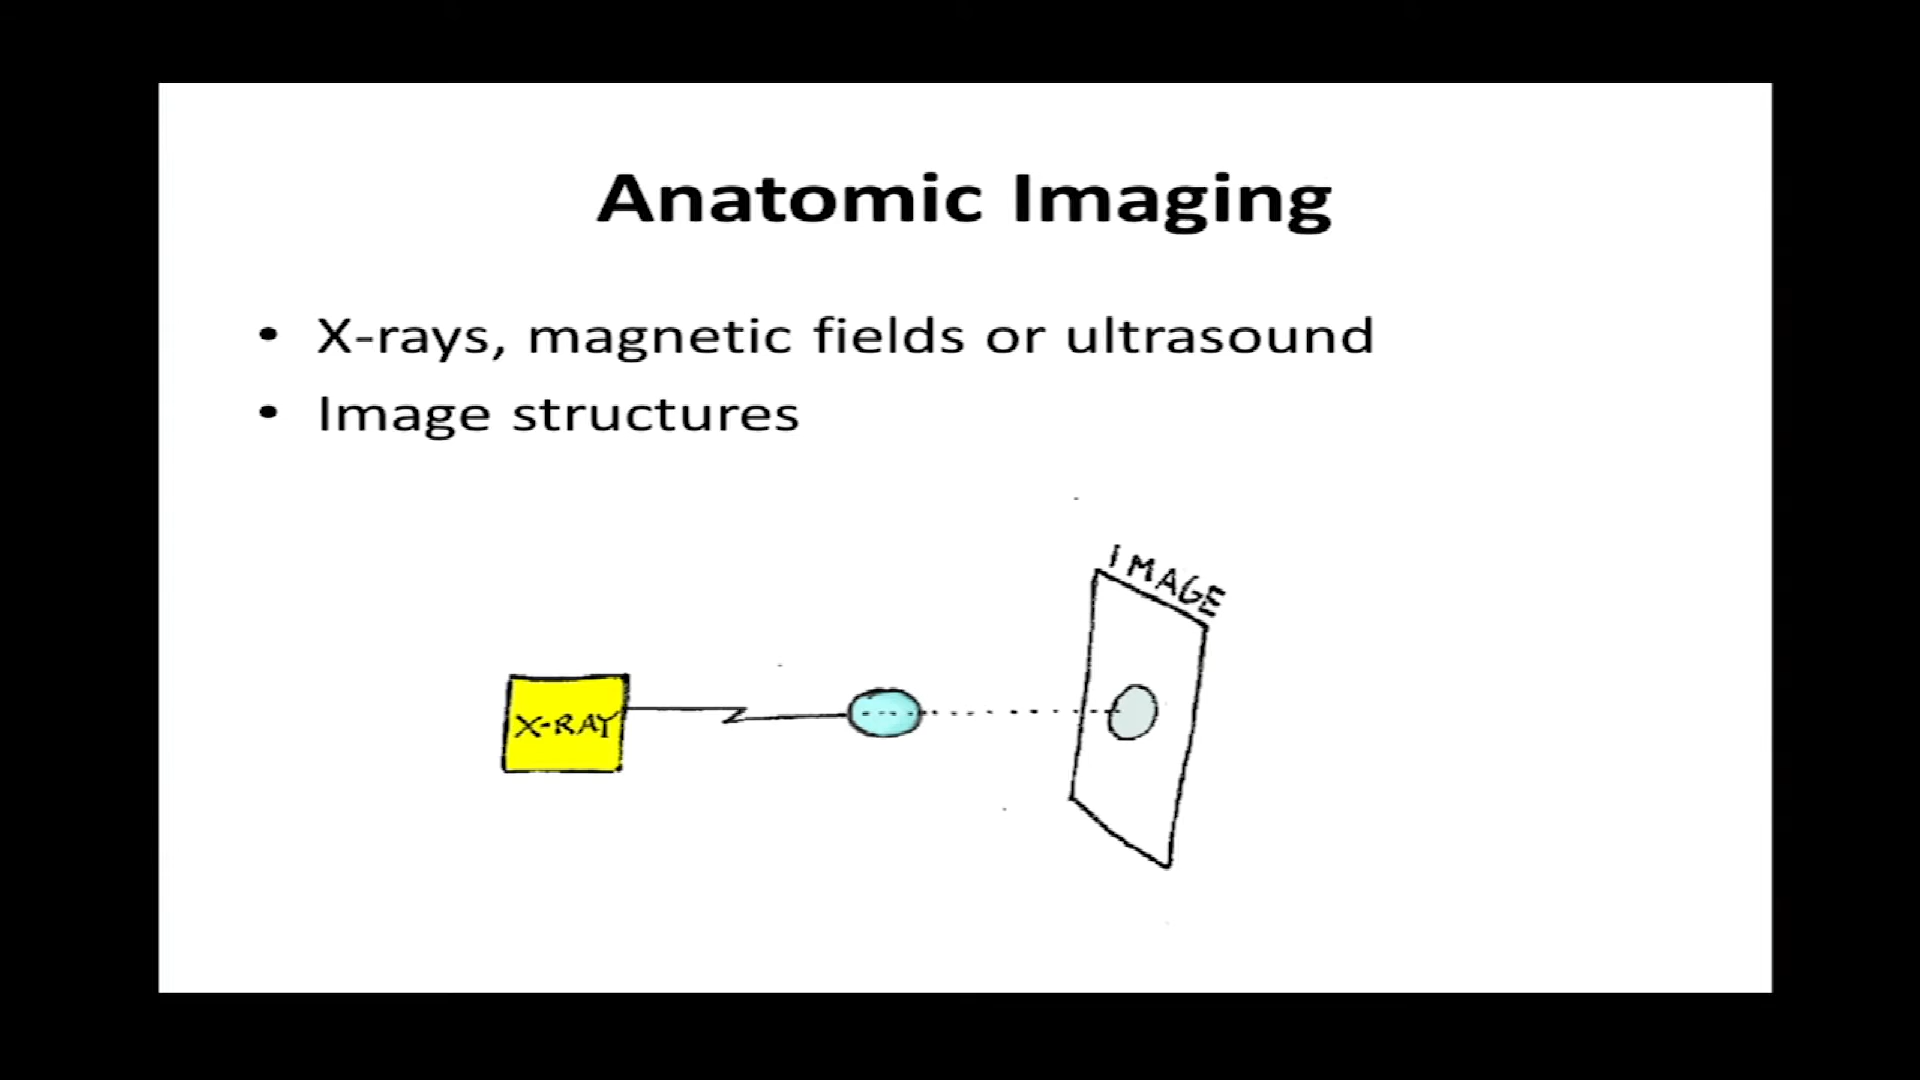 Anatomic Imaging
• X-rays, magnetic fields or ultrasound
• Image structures
IMAGE
X-RAY